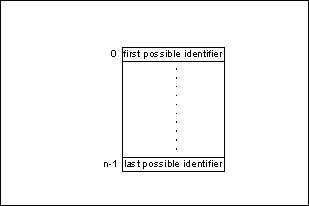 0 first possible identifier
n-1 last possible identifier